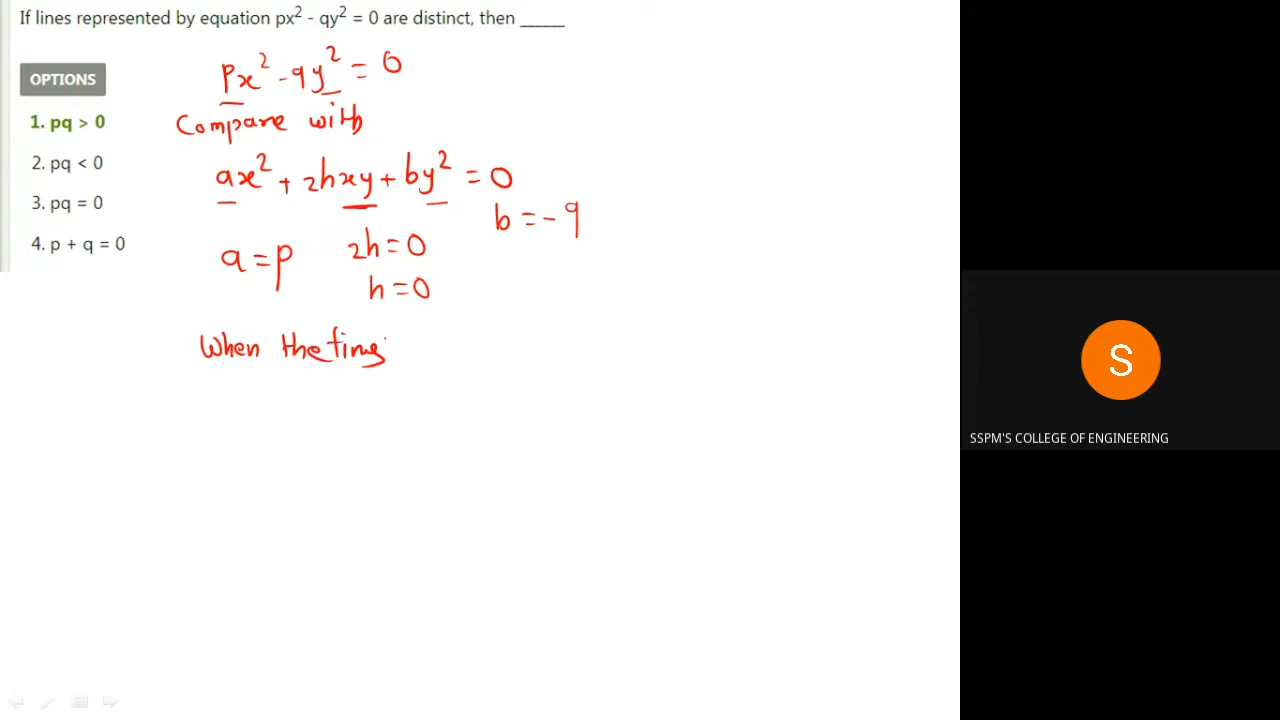 If lines represented by equation px² - qy² = 0 are distinct, then _____
OPTIONS
1. pq > 0
2. pq < 0
3. pq = 0
4. p + q = 0
px² - qy² = 0
Compare with
ax² + 2hxy + by² = 0
a = p
2h = 0
h = 0
b = - q
When the
S
SSPM'S COLLEGE OF ENGINEERING